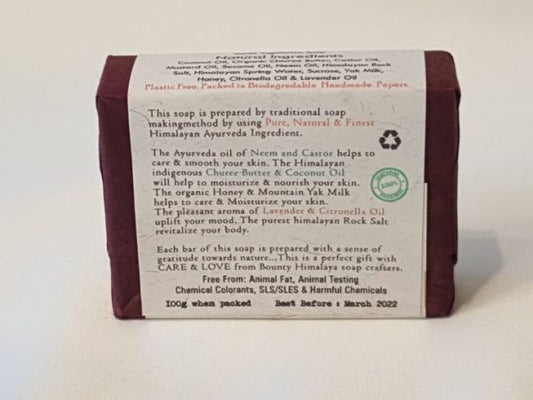 Natural Ingredients
Coconut Oil, Organic Churee Butter, Castor Oil,
Mustard Oil, Sesame Oil, Neem Oil, Himalayan Rock
Salt, Himalayan Spring Water, Sucrose, Yak Milk,
Honey, Citronella Oil & Lavender Oil
Plastic Free. Packed in Biodegradable Handmade Papers.
This soap is prepared by traditional soap
makingmethod by using Pure, Natural & Finest
Himalayan Ayurveda Ingredient.
The Ayurveda oil of Neem and Castor helps to
care & smooth your skin. The Himalayan
indigenous Churee Butter & Coconut Oil
will help to moisturize & nourish your skin.
The organic Honey & Mountain Yak Milk
helps to care & Moisturize your skin.
The pleasant aroma of Lavender & Citronella Oil
uplift your mood. The purest himalayan Rock Salt
revitalize your body.
100%
Each bar of this soap is prepared with a sense of
gratitude towards nature...This is a perfect gift with
CARE & LOVE from Bounty Himalaya soap crafters.
Free From: Animal Fat, Animal Testing
Chemical Colorants, SLS/SLES & Harmful Chemicals
100g when packed Best Before : March 2022